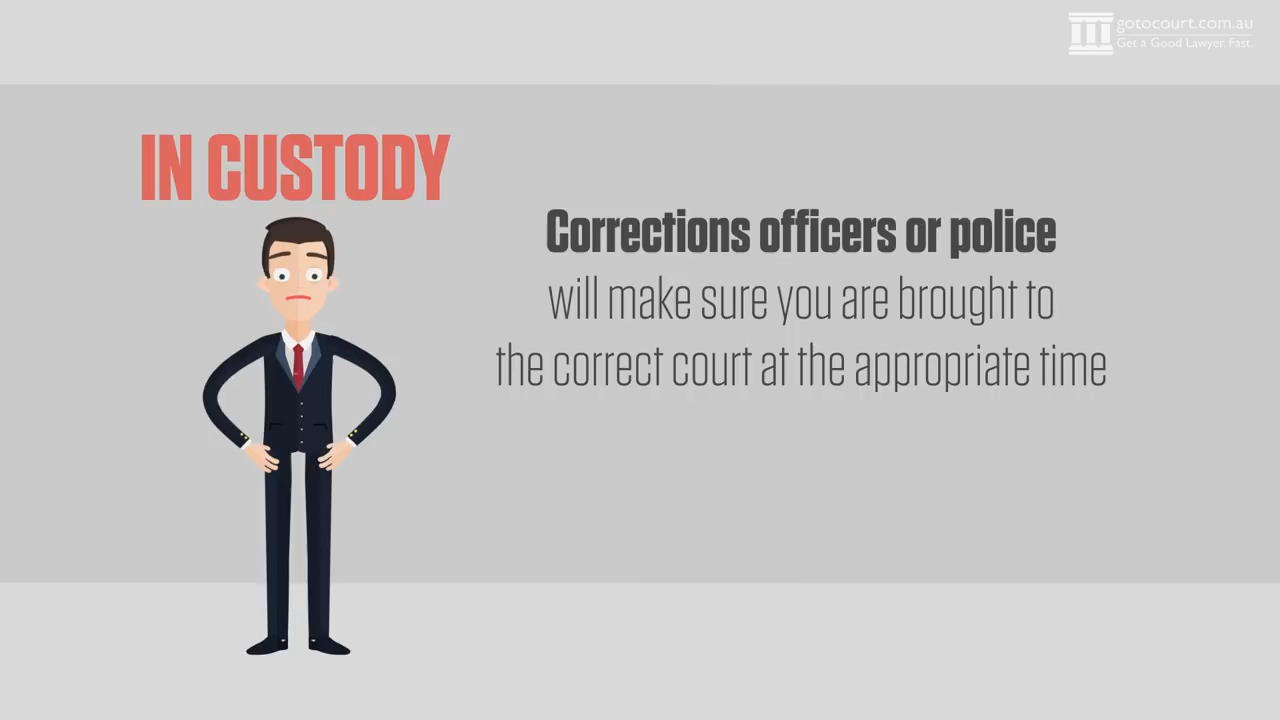 gotocourt.com.au
Get a Good Lawyer. Fast.
IN CUSTODY
Corrections officers or police
will make sure you are brought to
the correct court at the appropriate time